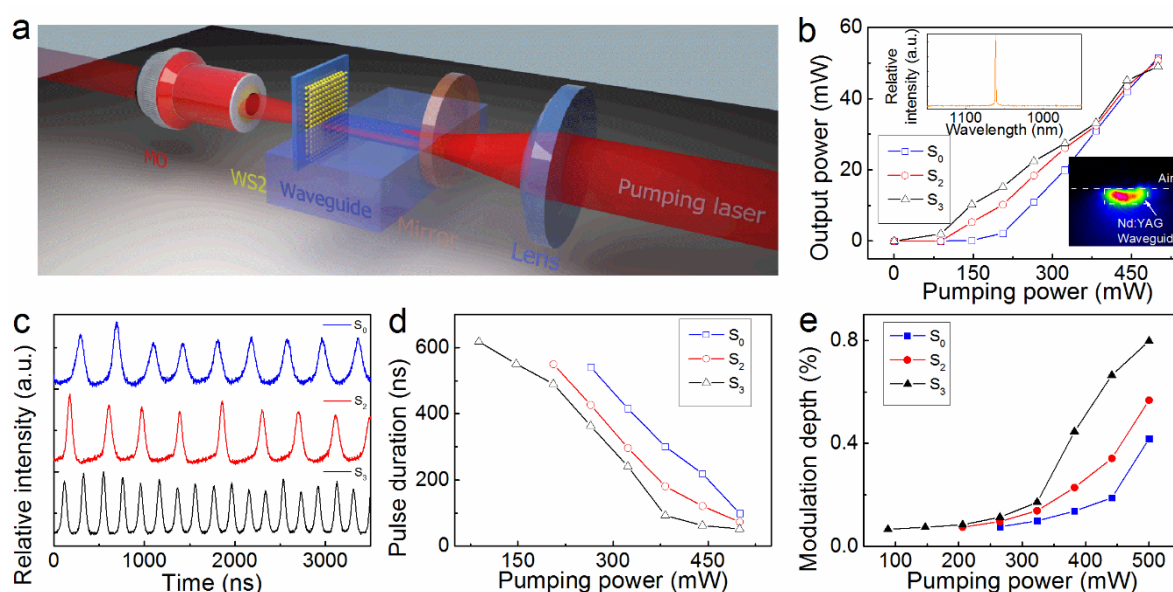 a
MO
WS2
Waveguide
Mirror
Lens
Pumping laser
b
Output power (mW)
60
40
20
0
0 150 300 450
Pumping power (mW)
Relative
intensity (a.u.)
1100 1000
Wavelength (nm)
S0
S2
S3
Air
Nd:YAG
Waveguid
c
Relative intensity (a.u.)
S0
S2
S3
0 1000 2000 3000
Time (ns)
d
Pulse duration (ns)
600
400
200
0
150 300 450
Pumping power (mW)
S0
S2
S3
e
Modulation depth (%)
0.8
0.4
0.0
100 200 300 400 500
Pumping power (mW)
S0
S2
S3